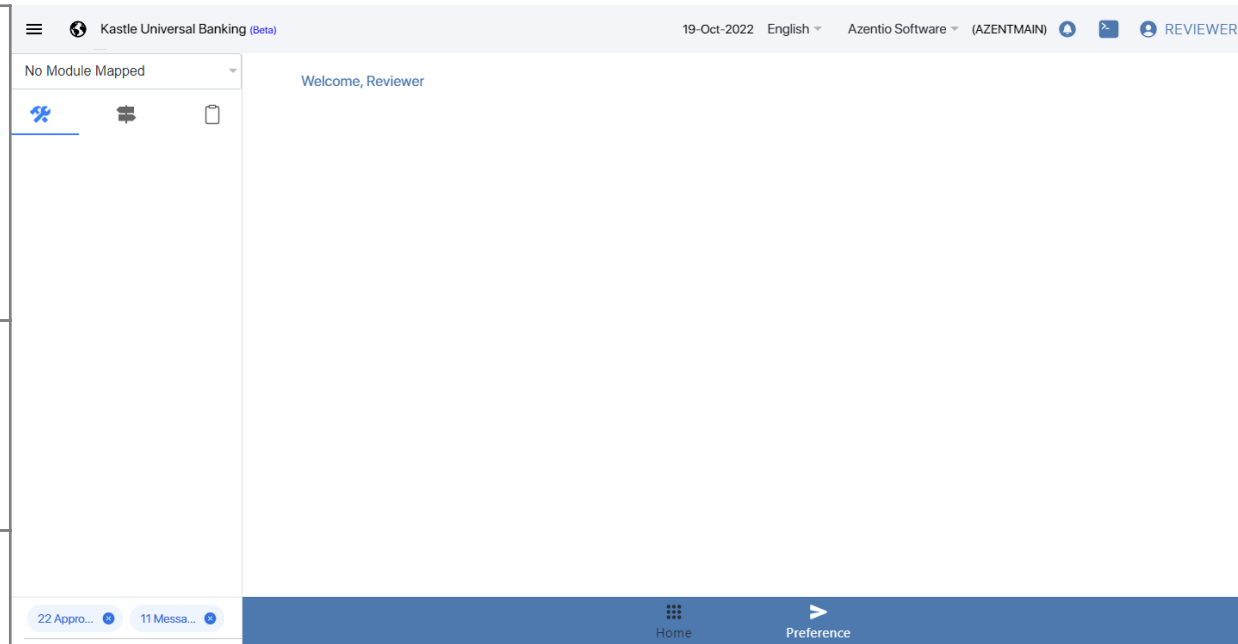 Kastle Universal Banking (Beta)
19-Oct-2022 English Azentio Software (AZENTMAIN) REVIEWER
No Module Mapped
Welcome, Reviewer
22 Appro... 11 Messa...
Home
Preference